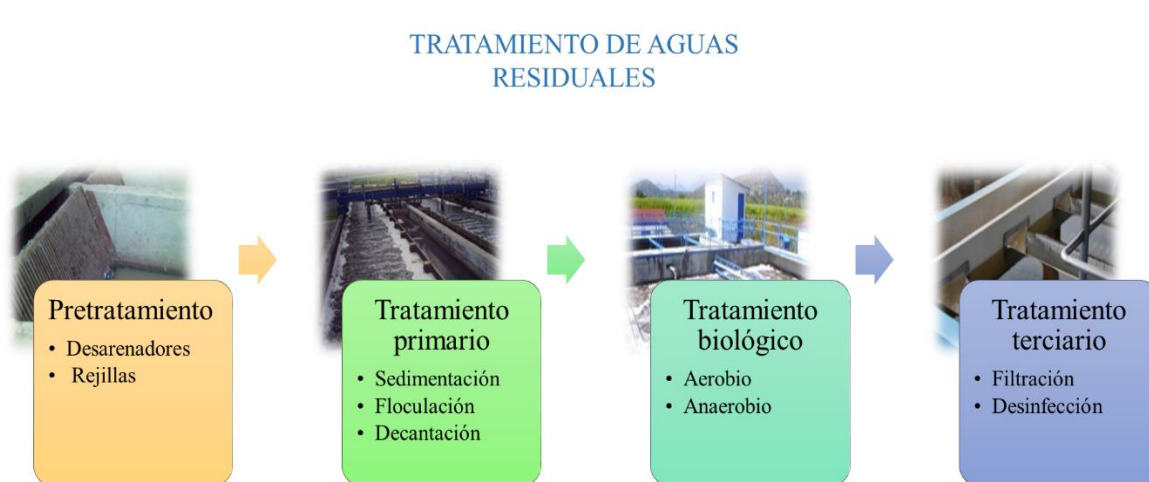 TRATAMIENTO DE AGUAS
RESIDUALES
Pretratamiento
• Desarenadores
• Rejillas
Tratamiento
primario
• Sedimentación
• Floculación
• Decantación
Tratamiento
biológico
• Aerobio
• Anaerobio
Tratamiento
terciario
• Filtración
• Desinfección